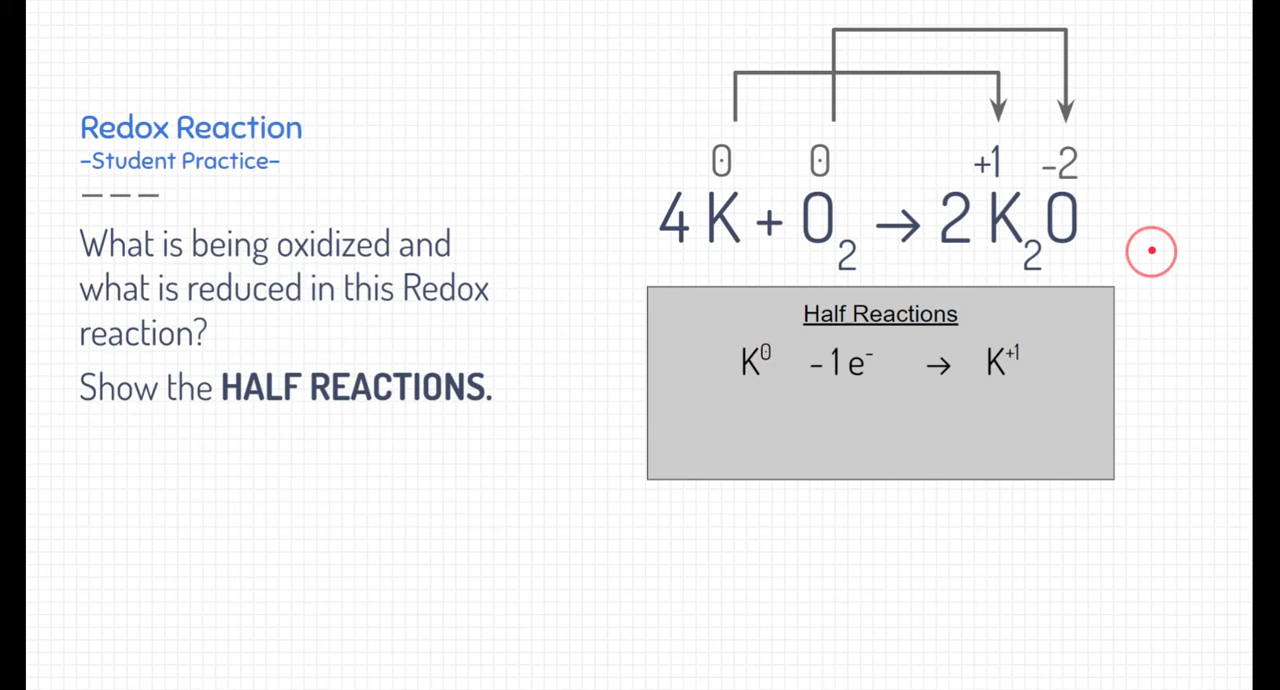 Redox Reaction
-Student Practice-
What is being oxidized and
what is reduced in this Redox
reaction?
Show the HALF REACTIONS.
0 0 +1 -2
4 K + O₂ → 2 K₂O
Half Reactions
K⁰ - 1 e⁻ → K⁺¹